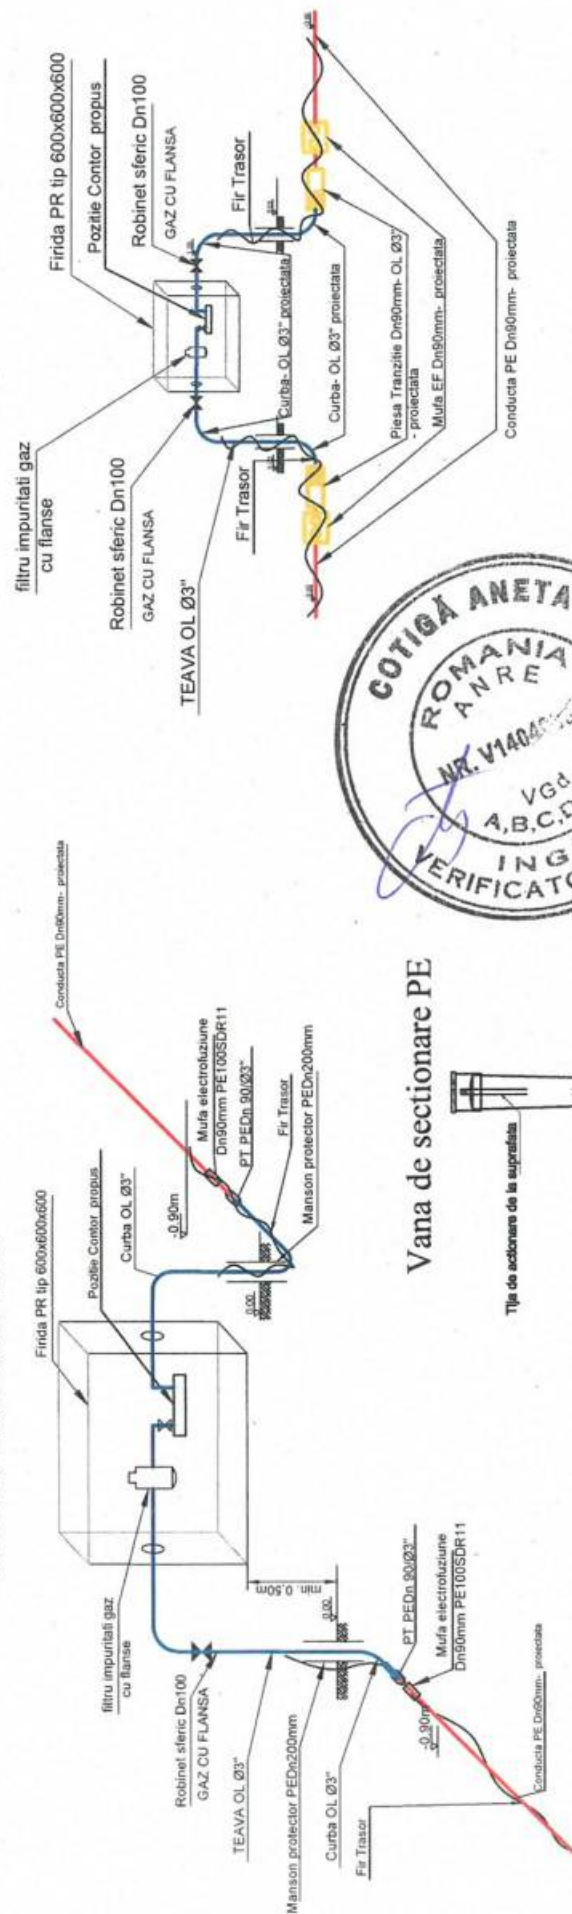 Firida PR tip 600x600x600
Pozitie Contor propus
Curba OL Ø3"
Conducta PE Dn90mm- proiectata
-0.90m
Mufa electrofuziune
Dn90mm PE100SDR11
PT PEDn 90/Ø3"
Fir Trasor
Manson protector PEDn200mm
0.00
filtru impuritati gaz
cu flanse
Robinet sferic Dn100
GAZ CU FLANSA
TEAVA OL Ø3"
Manson protector PEDn200mm
Curba OL Ø3"
Fir Trasor
min. 0,50m
0.00
PT PEDn 90/Ø3"
Mufa electrofuziune
Dn90mm PE100SDR11
-0.90m
Conducta PE Dn90mm- proiectata
Firida PR tip 600x600x600
Pozitie Contor propus
Robinet sferic Dn100
GAZ CU FLANSA
Fir Trasor
filtru impuritati gaz
cu flanse
Robinet sferic Dn100
GAZ CU FLANSA
TEAVA OL Ø3"
Fir Trasor
Curba- OL Ø3" proiectata
Curba- OL Ø3" proiectata
Piesa Tranzitie Dn90mm- OL Ø3"
- proiectata
Mufa EF Dn90mm- proiectata
Conducta PE Dn90mm- proiectata
Vana de sectionare PE
Tija de actionare de la suprafata
COTIGĂ ANETA
ROMANIA
ANRE
NR. V1404
VGd
A,B,C,D
ING
VERIFICATO